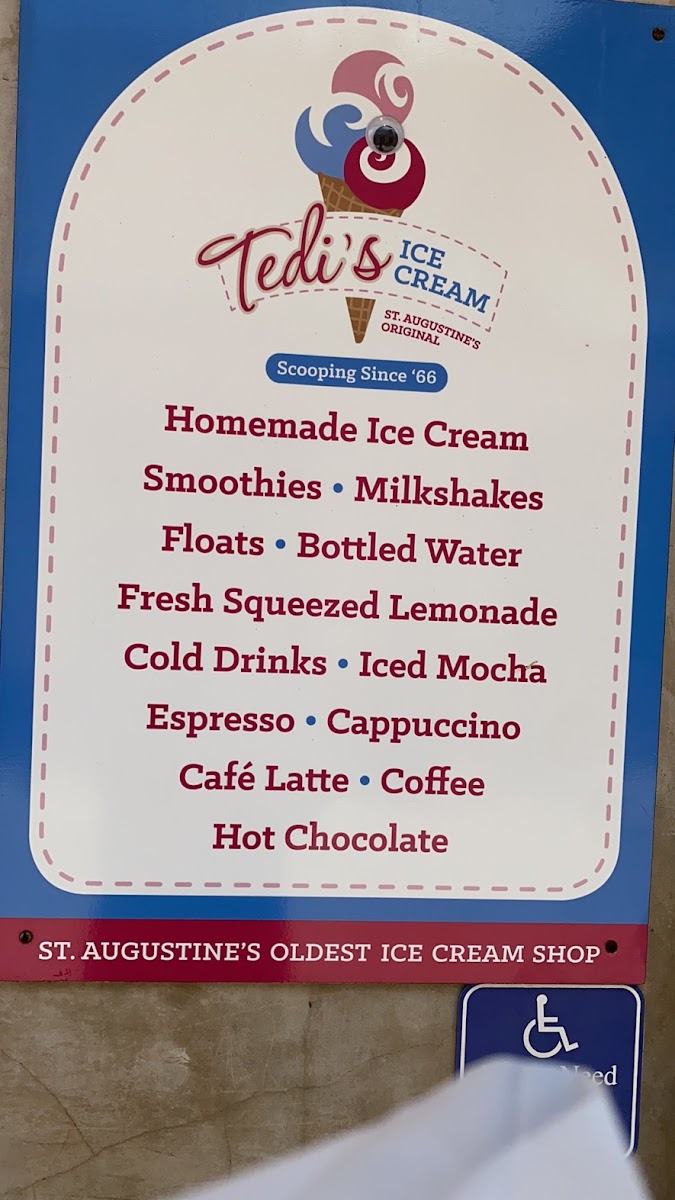 Tedi's ICE CREAM
ST. AUGUSTINE'S
ORIGINAL
Scooping Since ‘66
Homemade Ice Cream
Smoothies • Milkshakes
Floats • Bottled Water
Fresh Squeezed Lemonade
Cold Drinks • Iced Mocha
Espresso • Cappuccino
Café Latte • Coffee
Hot Chocolate
ST. AUGUSTINE'S OLDEST ICE CREAM SHOP
Need